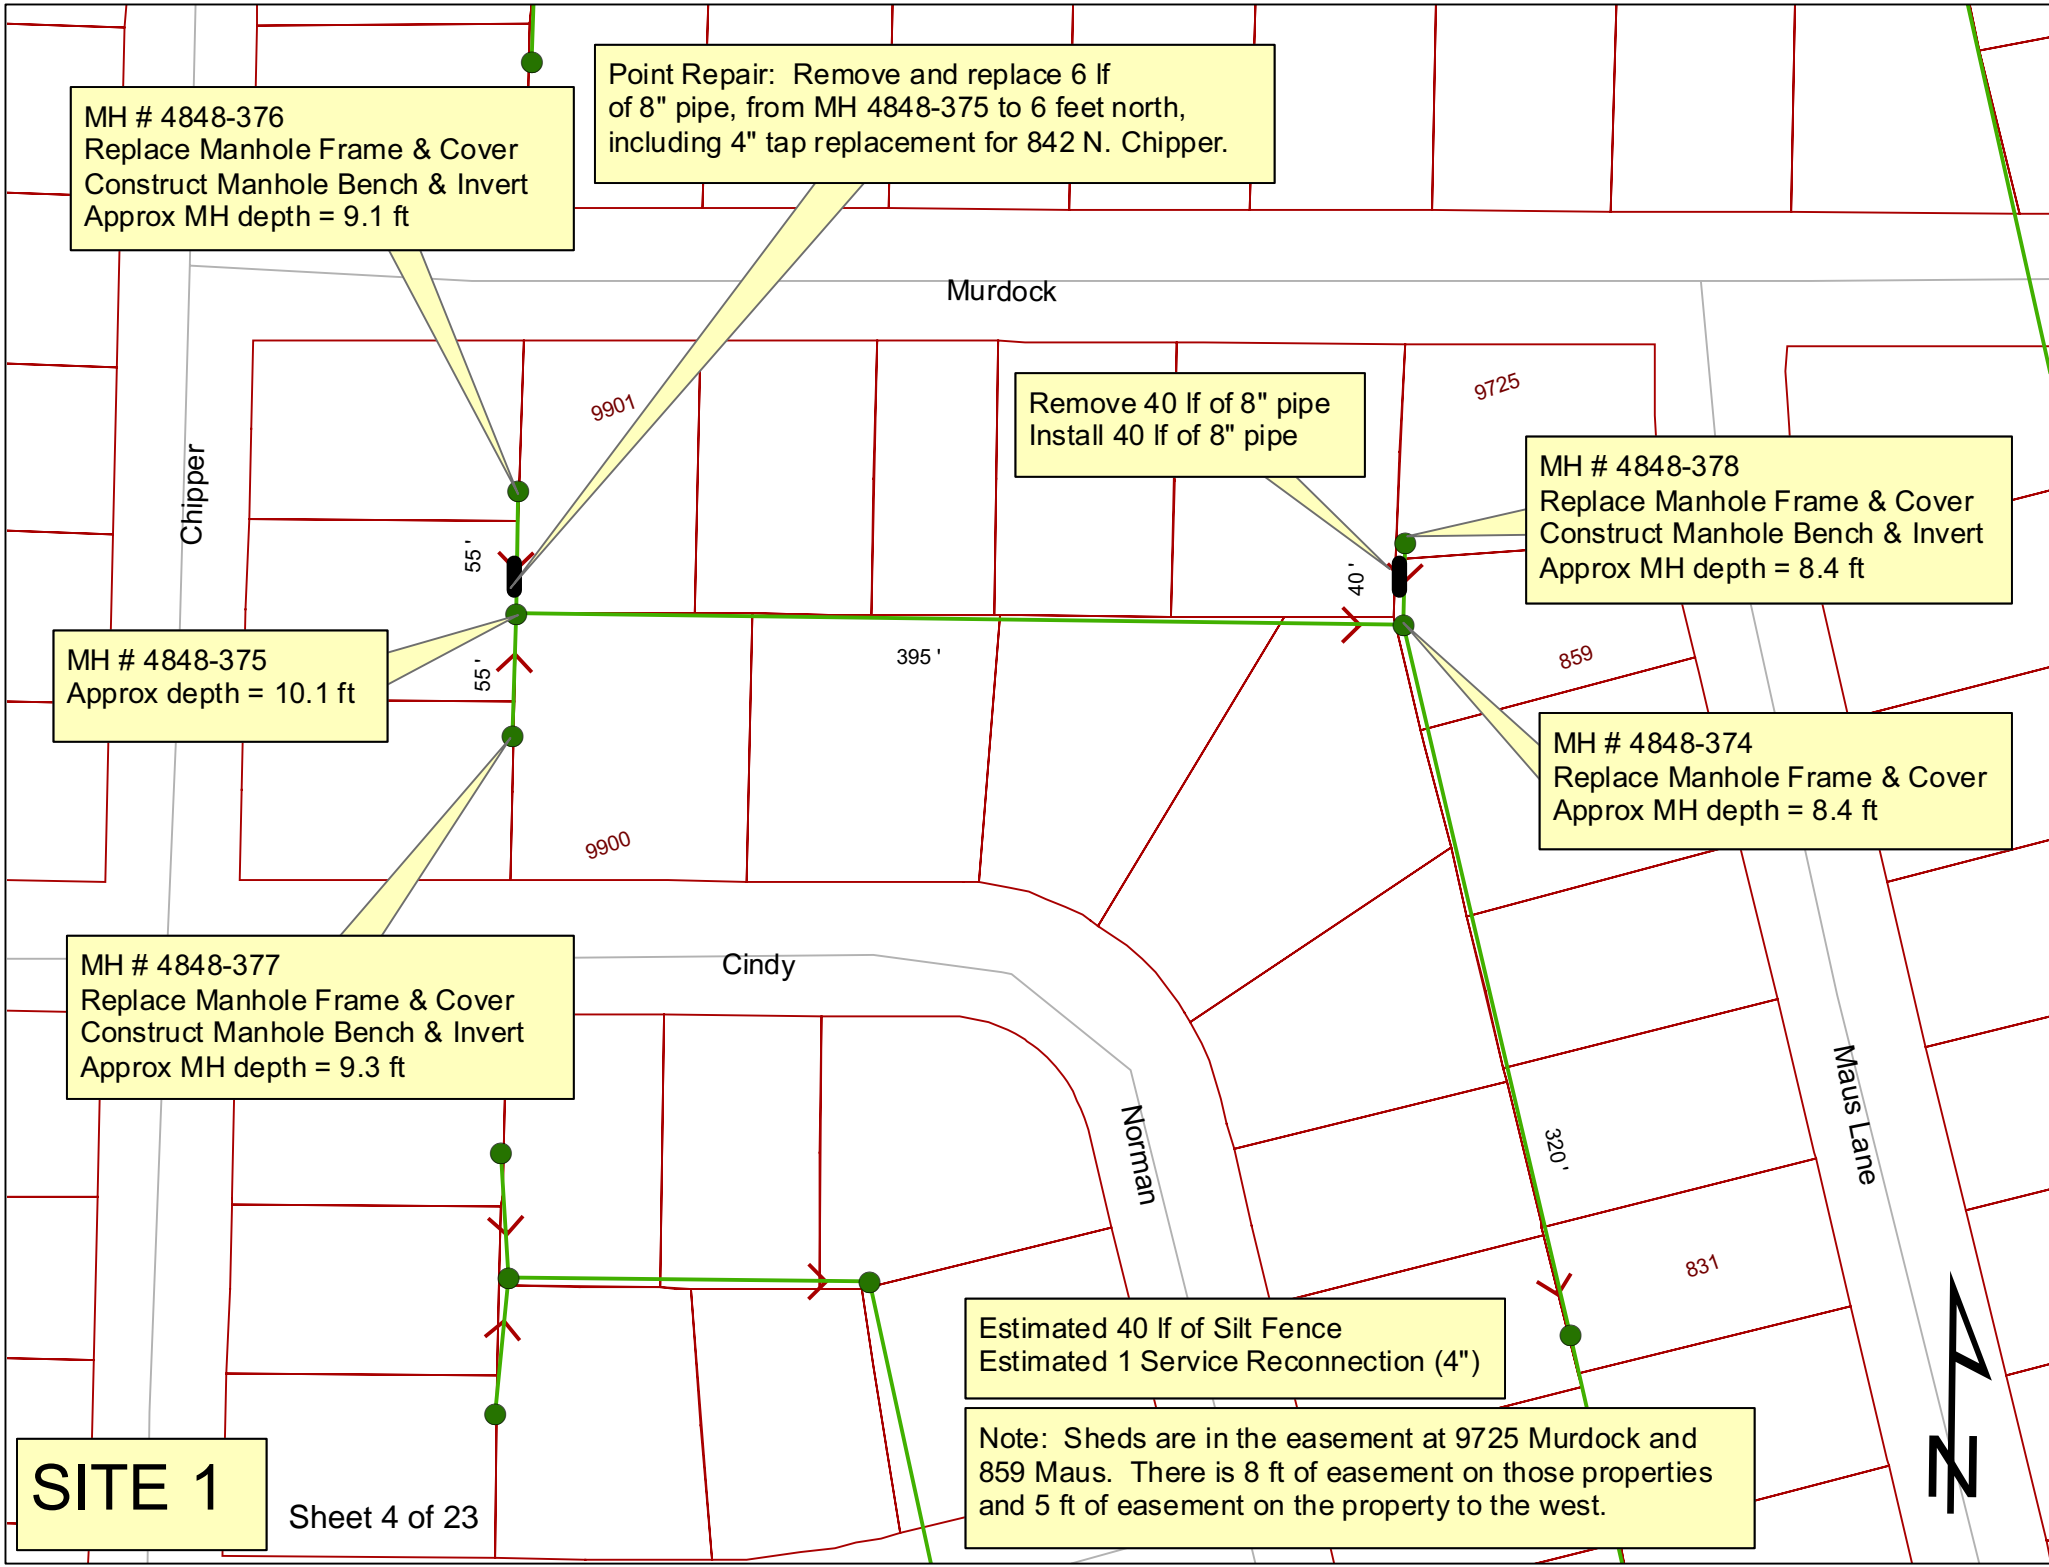 MH # 4848-376
Replace Manhole Frame & Cover
Construct Manhole Bench & Invert
Approx MH depth = 9.1 ft
Point Repair:  Remove and replace 6 lf
of 8" pipe, from MH 4848-375 to 6 feet north,
including 4" tap replacement for 842 N. Chipper.
Murdock
9901
Remove 40 lf of 8" pipe
Install 40 lf of 8" pipe
9725
Chipper
MH # 4848-378
Replace Manhole Frame & Cover
Construct Manhole Bench & Invert
Approx MH depth = 8.4 ft
55 '
40 '
MH # 4848-375
Approx depth = 10.1 ft
55 '
395 '
859
MH # 4848-374
Replace Manhole Frame & Cover
Approx MH depth = 8.4 ft
9900
MH # 4848-377
Replace Manhole Frame & Cover
Construct Manhole Bench & Invert
Approx MH depth = 9.3 ft
Cindy
Norman
Maus Lane
320 '
831
Estimated 40 lf of Silt Fence
Estimated 1 Service Reconnection (4")
Note:  Sheds are in the easement at 9725 Murdock and
859 Maus.  There is 8 ft of easement on those properties
and 5 ft of easement on the property to the west.
SITE 1
Sheet 4 of 23
N